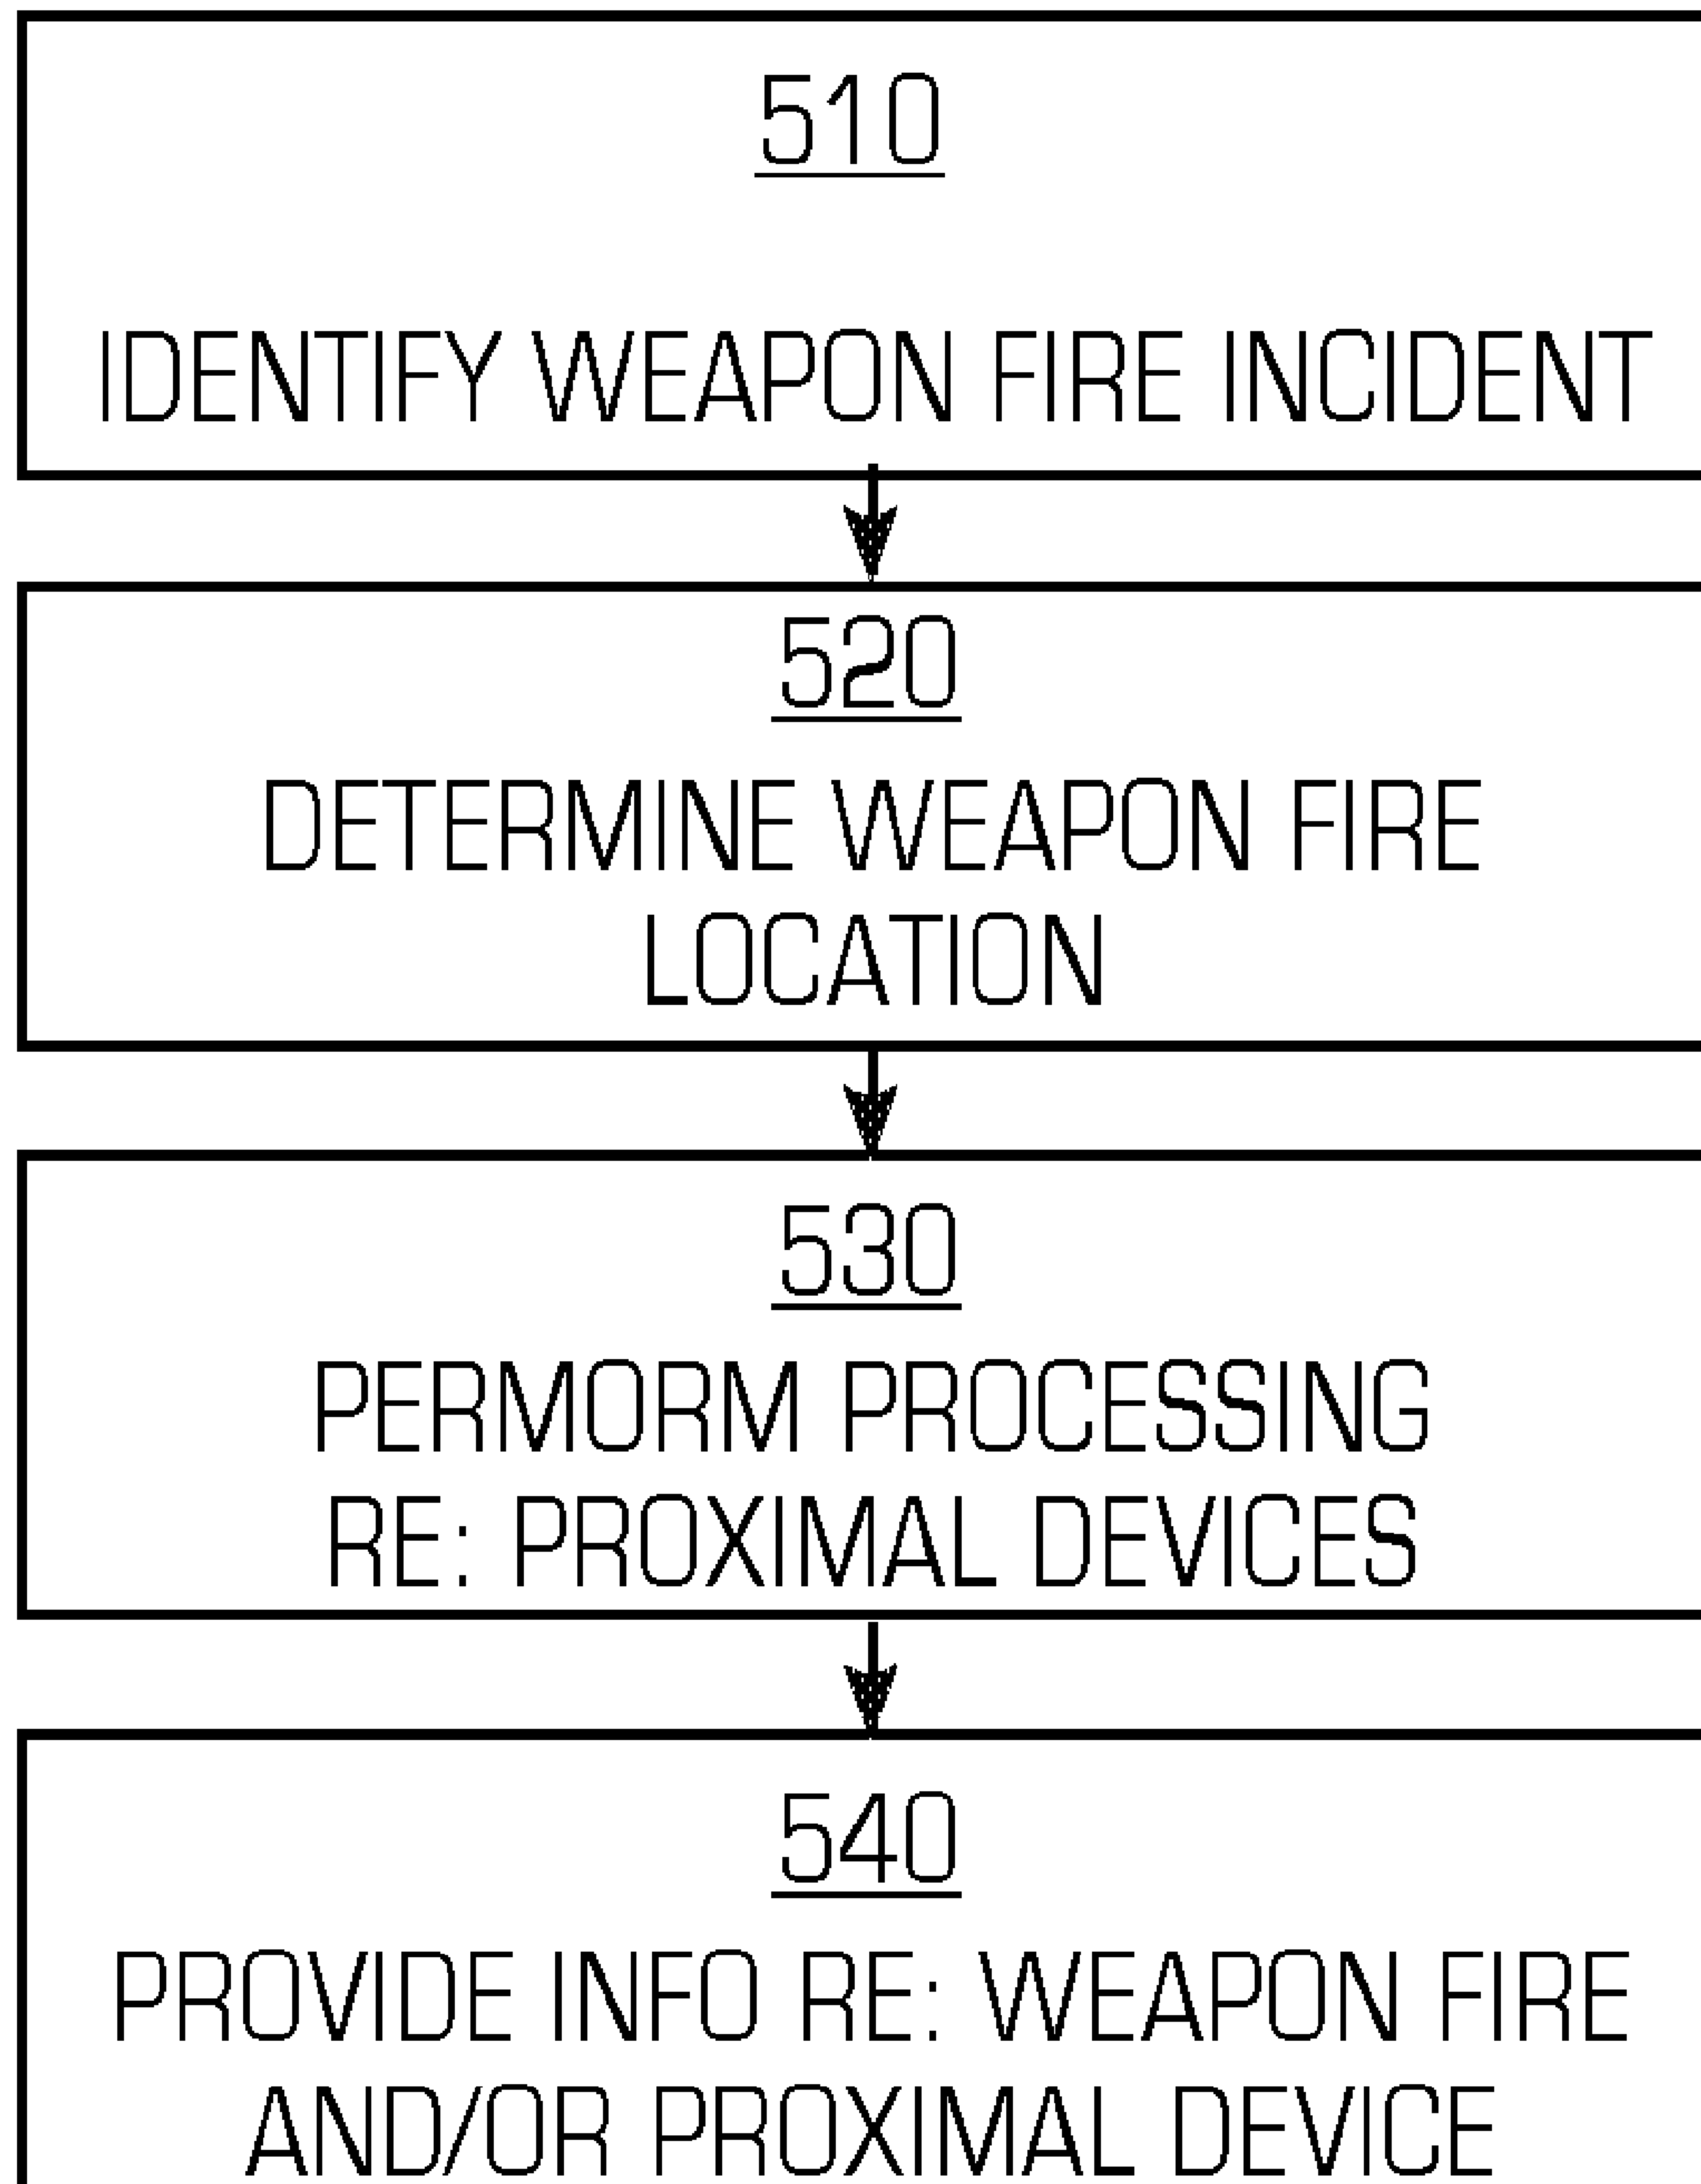 510
IDENTIFY WEAPON FIRE INCIDENT
520
DETERMINE WEAPON FIRE
LOCATION
530
PERMORM PROCESSING
RE: PROXIMAL DEVICES
540
PROVIDE INFO RE: WEAPON FIRE
AND/OR PROXIMAL DEVICE